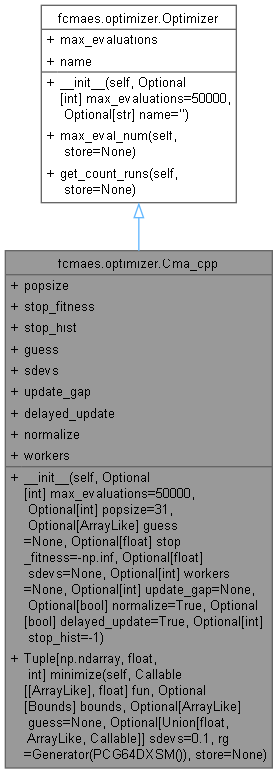 fcmaes.optimizer.Optimizer
+ max_evaluations
+ name
+ __init__(self, Optional
[int] max_evaluations=50000,
Optional[str] name='')
+ max_eval_num(self,
store=None)
+ get_count_runs(self,
store=None)
fcmaes.optimizer.Cma_cpp
+ popsize
+ stop_fitness
+ stop_hist
+ guess
+ sdevs
+ update_gap
+ delayed_update
+ normalize
+ workers
+ __init__(self, Optional
[int] max_evaluations=50000,
Optional[int] popsize=31,
Optional[ArrayLike] guess
=None, Optional[float] stop
_fitness=-np.inf, Optional[float]
sdevs=None, Optional[int] workers
=None, Optional[int] update_gap=None,
Optional[bool] normalize=True, Optional
[bool] delayed_update=True, Optional[int]
stop_hist=-1)
+ Tuple[np.ndarray, float,
int] minimize(self, Callable
[[ArrayLike], float] fun, Optional
[Bounds] bounds, Optional[ArrayLike]
guess=None, Optional[Union[float,
ArrayLike, Callable]] sdevs=0.1, rg
=Generator(PCG64DXSM()), store=None)